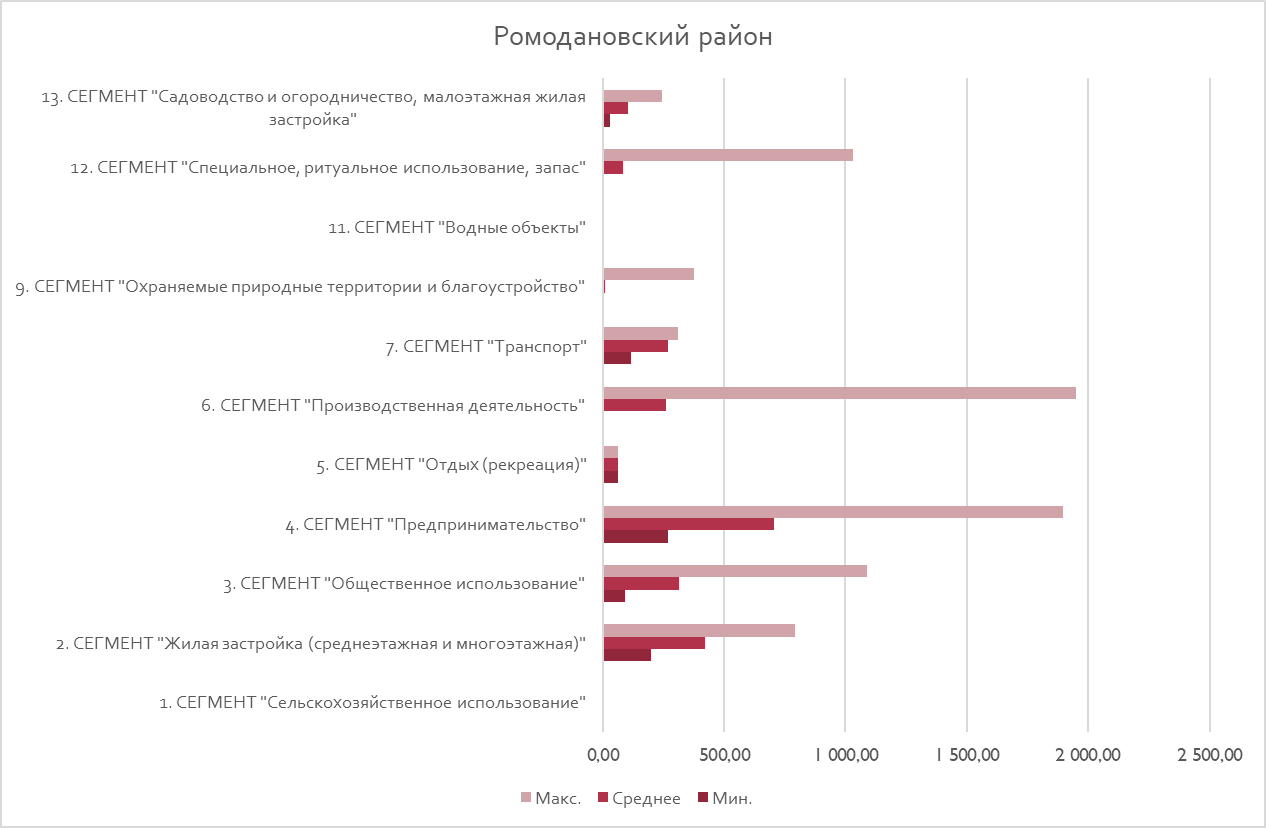 Ромодановский район
13. СЕГМЕНТ "Садоводство и огородничество, малоэтажная жилая
застройка"
12. СЕГМЕНТ "Специальное, ритуальное использование, запас"
11. СЕГМЕНТ "Водные объекты"
9. СЕГМЕНТ "Охраняемые природные территории и благоустройство"
7. СЕГМЕНТ "Транспорт"
6. СЕГМЕНТ "Производственная деятельность"
5. СЕГМЕНТ "Отдых (рекреация)"
4. СЕГМЕНТ "Предпринимательство"
3. СЕГМЕНТ "Общественное использование"
2. СЕГМЕНТ "Жилая застройка (среднеэтажная и многоэтажная)"
1. СЕГМЕНТ "Сельскохозяйственное использование"
0,00 500,00 1 000,00 1 500,00 2 000,00 2 500,00
Макс. Среднее Мин.